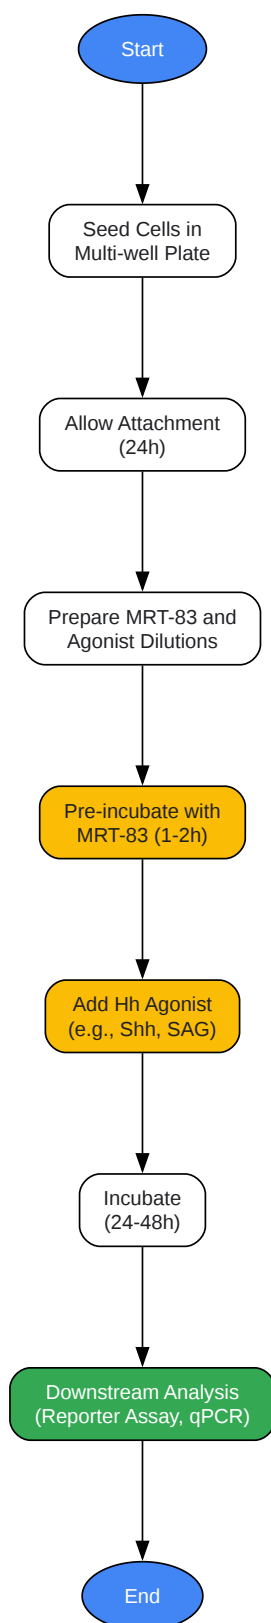 Start
Seed Cells in
Multi-well Plate
Allow Attachment
(24h)
Prepare MRT-83 and
Agonist Dilutions
Pre-incubate with
MRT-83 (1-2h)
Add Hh Agonist
(e.g., Shh, SAG)
Incubate
(24-48h)
Downstream Analysis
(Reporter Assay, qPCR)
End